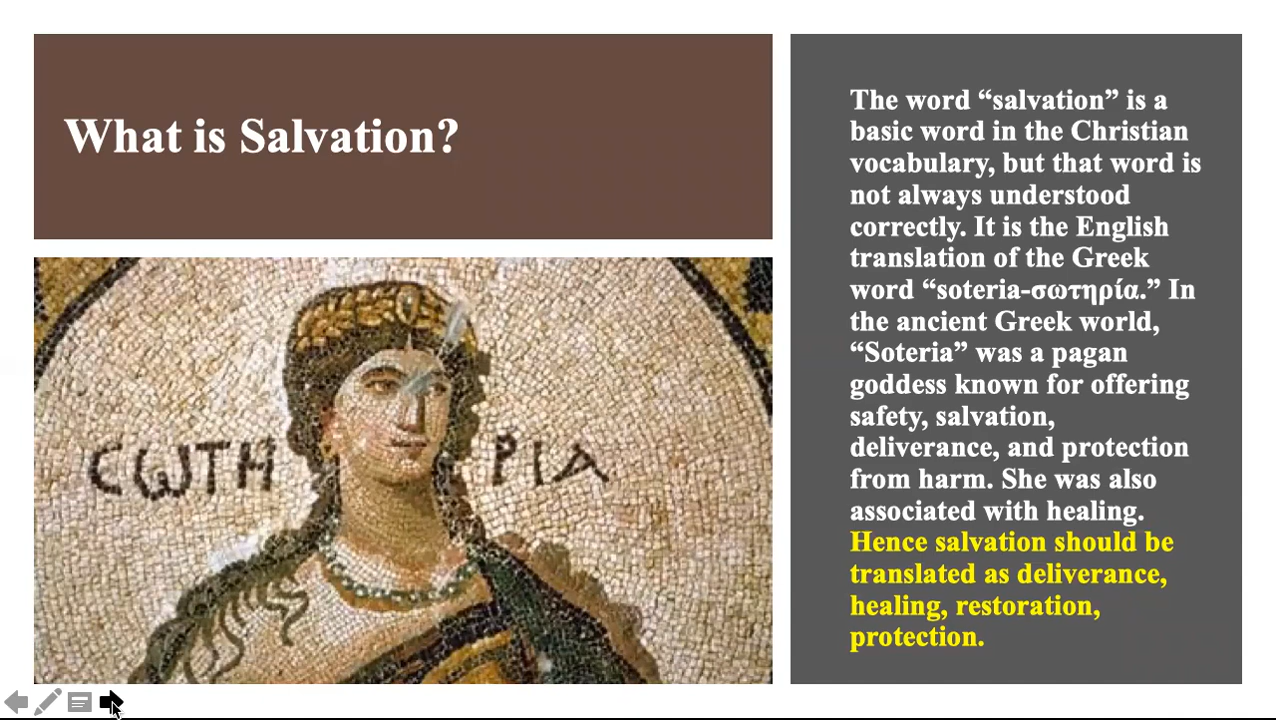 What is Salvation?
The word “salvation” is a
basic word in the Christian
vocabulary, but that word is
not always understood
correctly. It is the English
translation of the Greek
word “soteria-σωτηρία.” In
the ancient Greek world,
“Soteria” was a pagan
goddess known for offering
safety, salvation,
deliverance, and protection
from harm. She was also
associated with healing.
Hence salvation should be
translated as deliverance,
healing, restoration,
protection.
CѠΤΗ ΡΙΑ